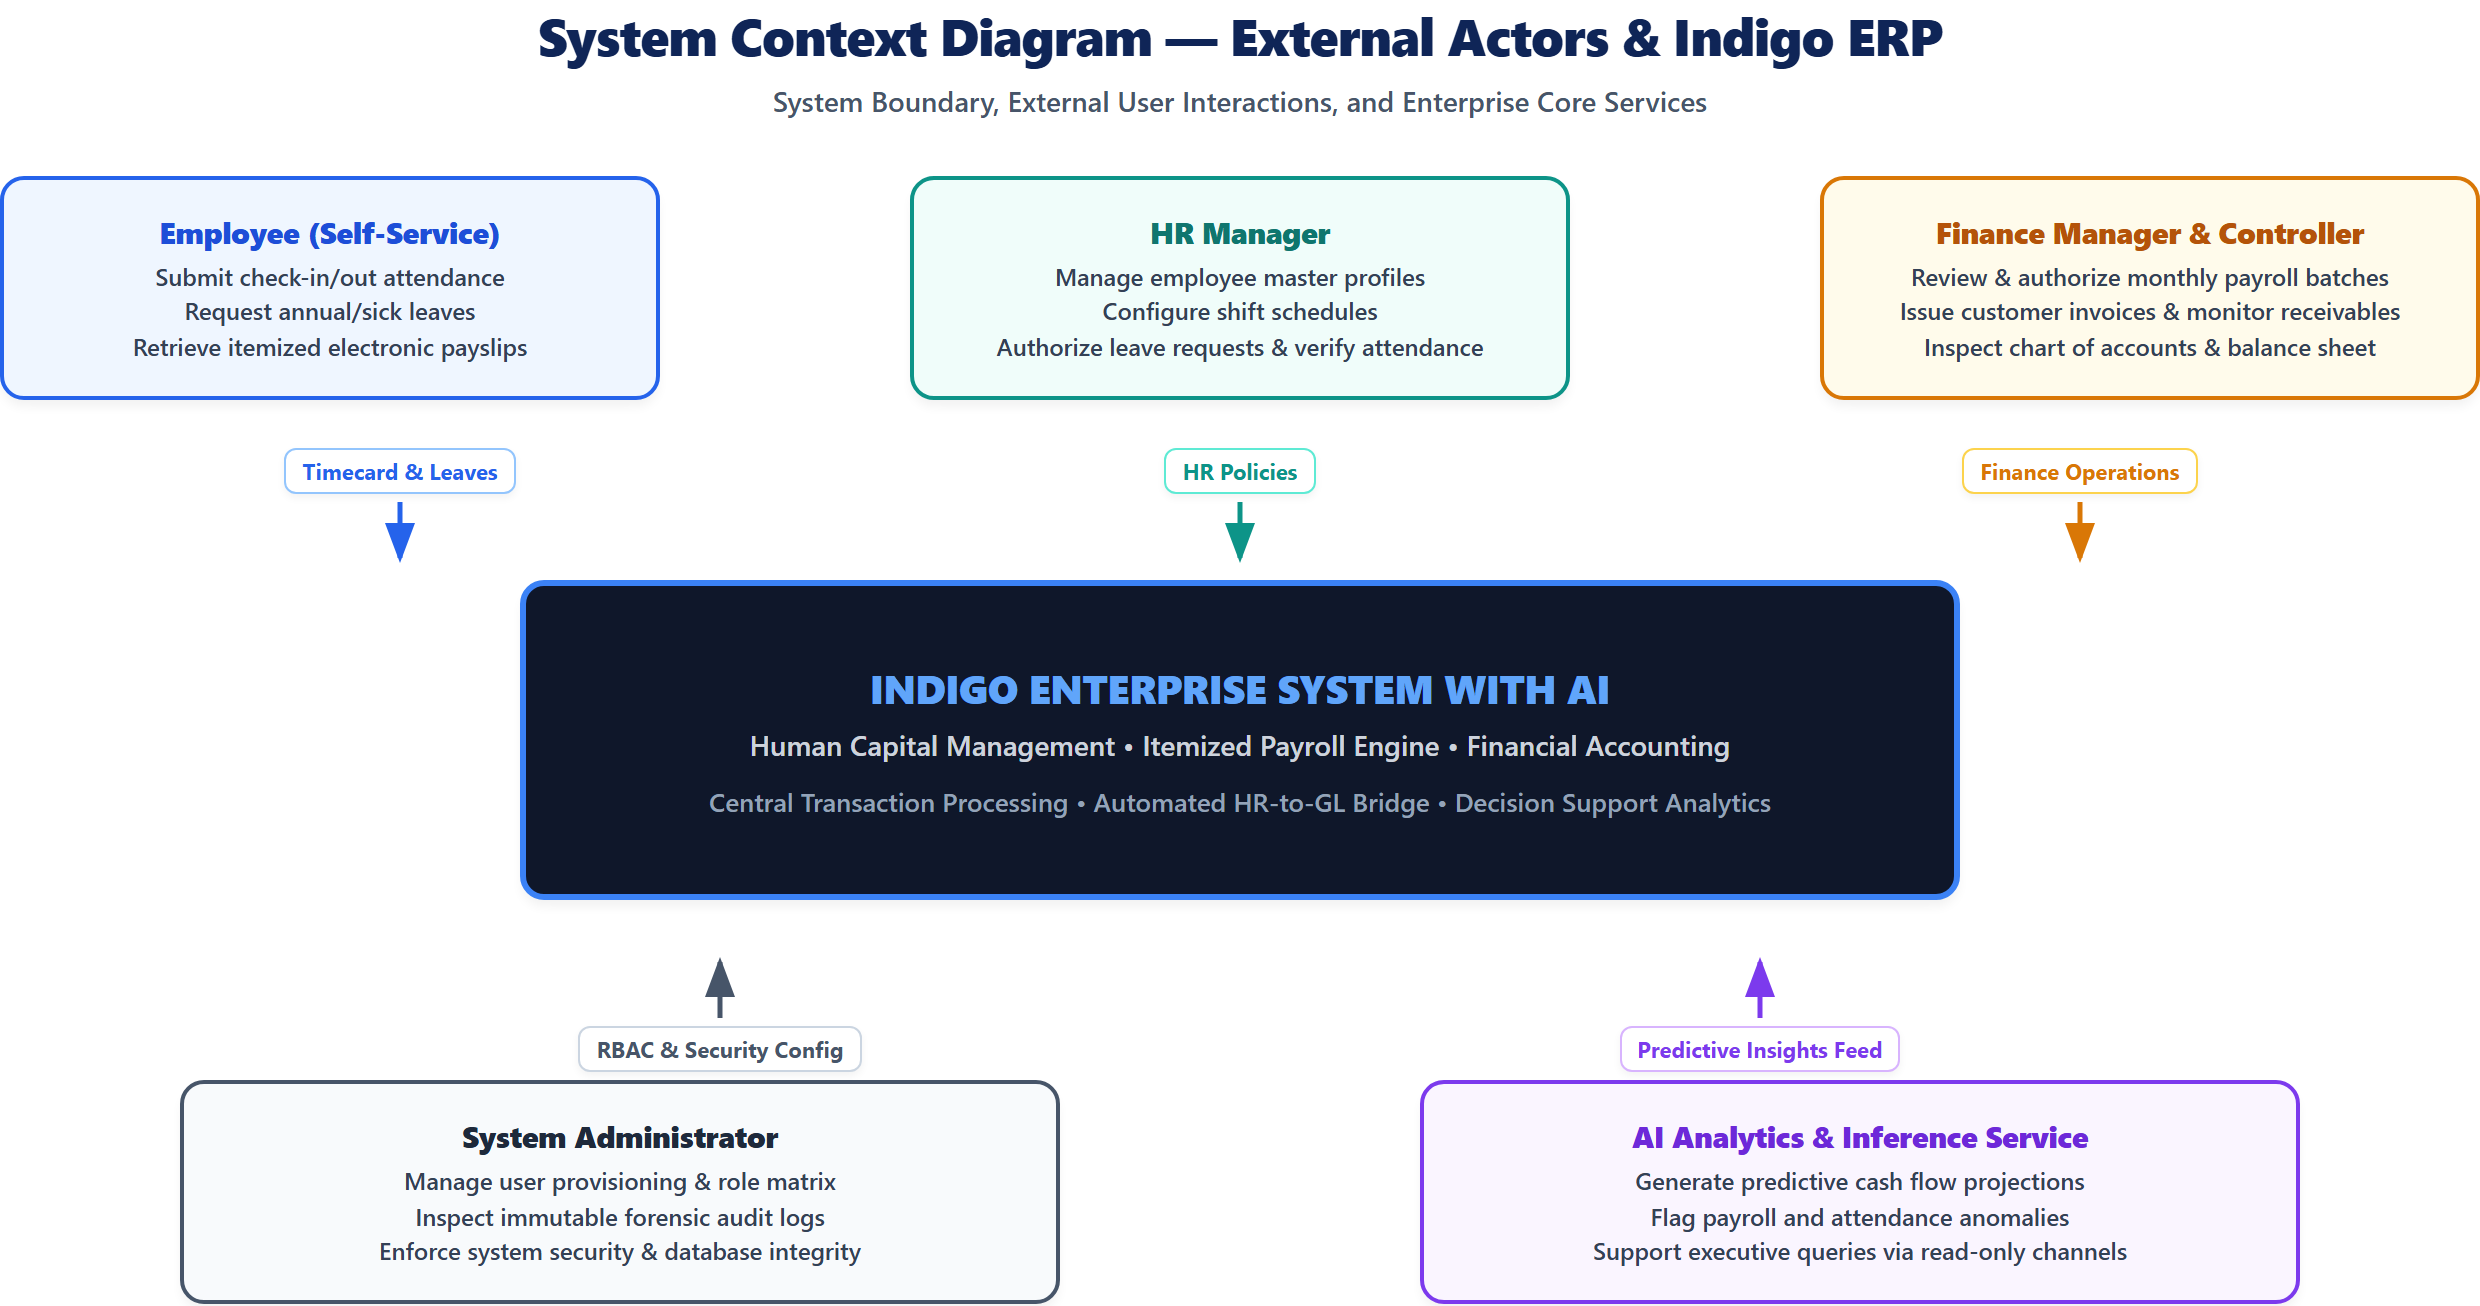 System Context Diagram — External Actors & Indigo ERP
System Boundary, External User Interactions, and Enterprise Core Services
Employee (Self-Service)
Submit check-in/out attendance
Request annual/sick leaves
Retrieve itemized electronic payslips
HR Manager
Manage employee master profiles
Configure shift schedules
Authorize leave requests & verify attendance
Finance Manager & Controller
Review & authorize monthly payroll batches
Issue customer invoices & monitor receivables
Inspect chart of accounts & balance sheet
Timecard & Leaves
HR Policies
Finance Operations
INDIGO ENTERPRISE SYSTEM WITH AI
Human Capital Management • Itemized Payroll Engine • Financial Accounting
Central Transaction Processing • Automated HR-to-GL Bridge • Decision Support Analytics
RBAC & Security Config
Predictive Insights Feed
System Administrator
Manage user provisioning & role matrix
Inspect immutable forensic audit logs
Enforce system security & database integrity
AI Analytics & Inference Service
Generate predictive cash flow projections
Flag payroll and attendance anomalies
Support executive queries via read-only channels